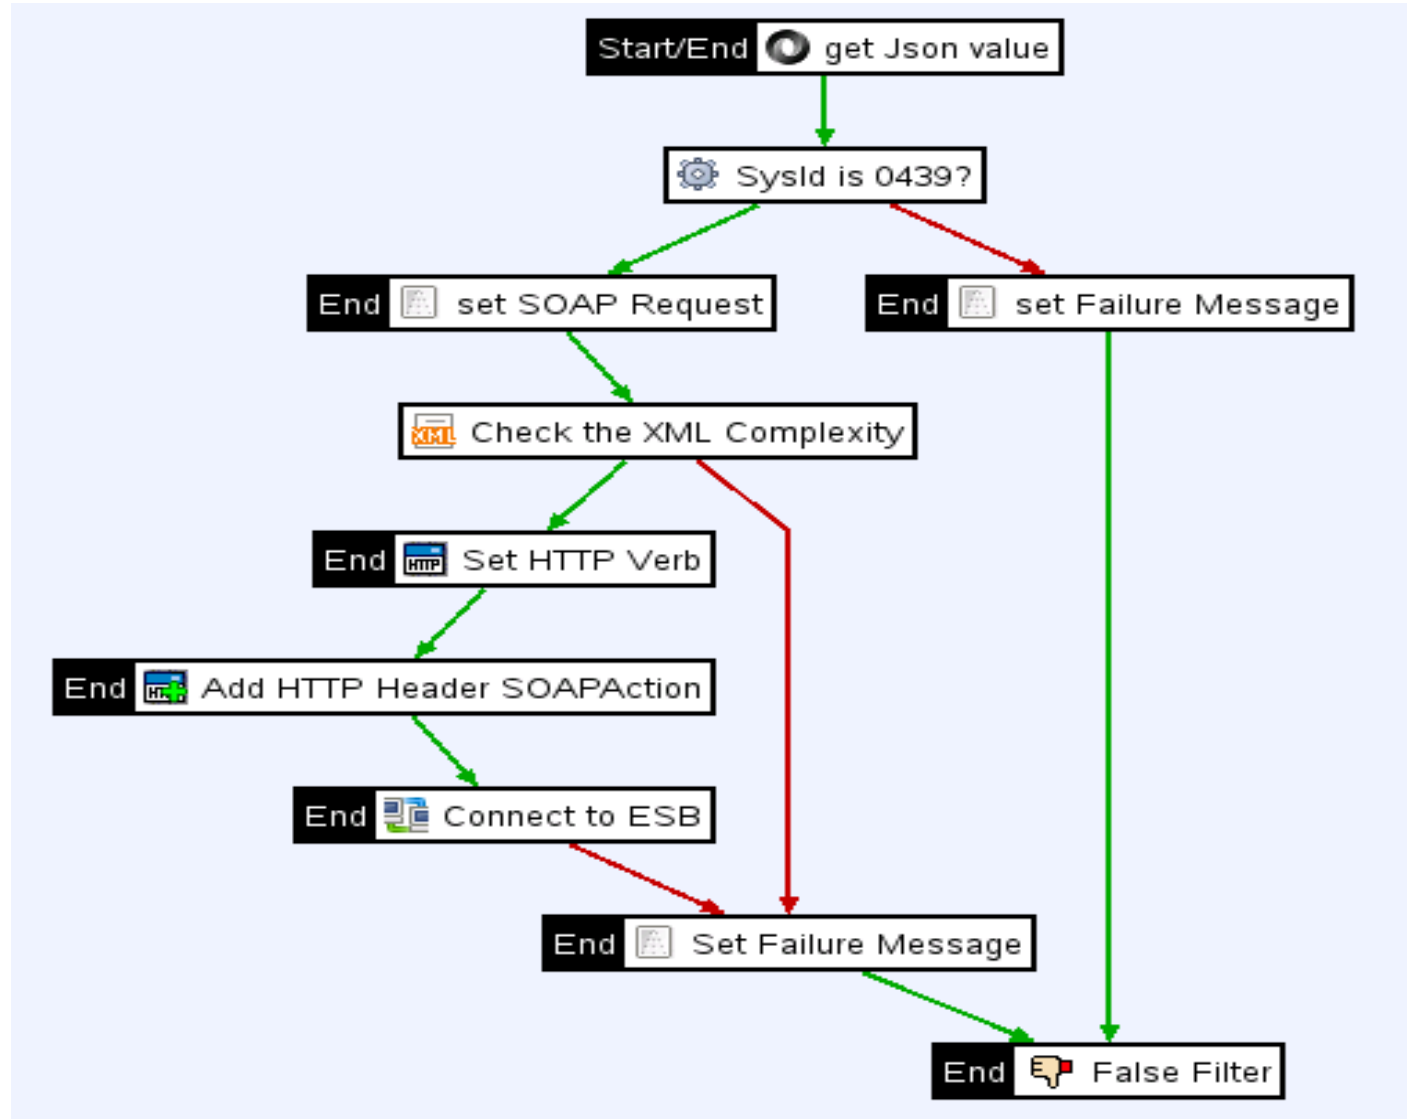 Start/End get Json value
SysId is 0439?
End set SOAP Request
End set Failure Message
XML Check the XML Complexity
End HTTP Set HTTP Verb
End Add HTTP Header SOAPAction
End Connect to ESB
End Set Failure Message
End False Filter